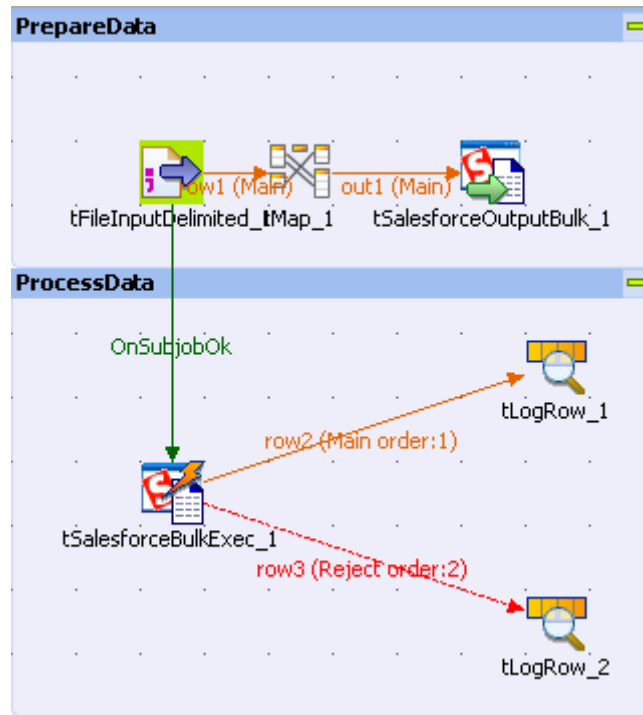 PrepareData
row1 (Main)
out1 (Main)
tFileInputDelimited_1
tMap_1
tSalesforceOutputBulk_1
ProcessData
OnSubjobOk
tLogRow_1
row2 (Main order:1)
tSalesforceBulkExec_1
row3 (Reject order:2)
tLogRow_2